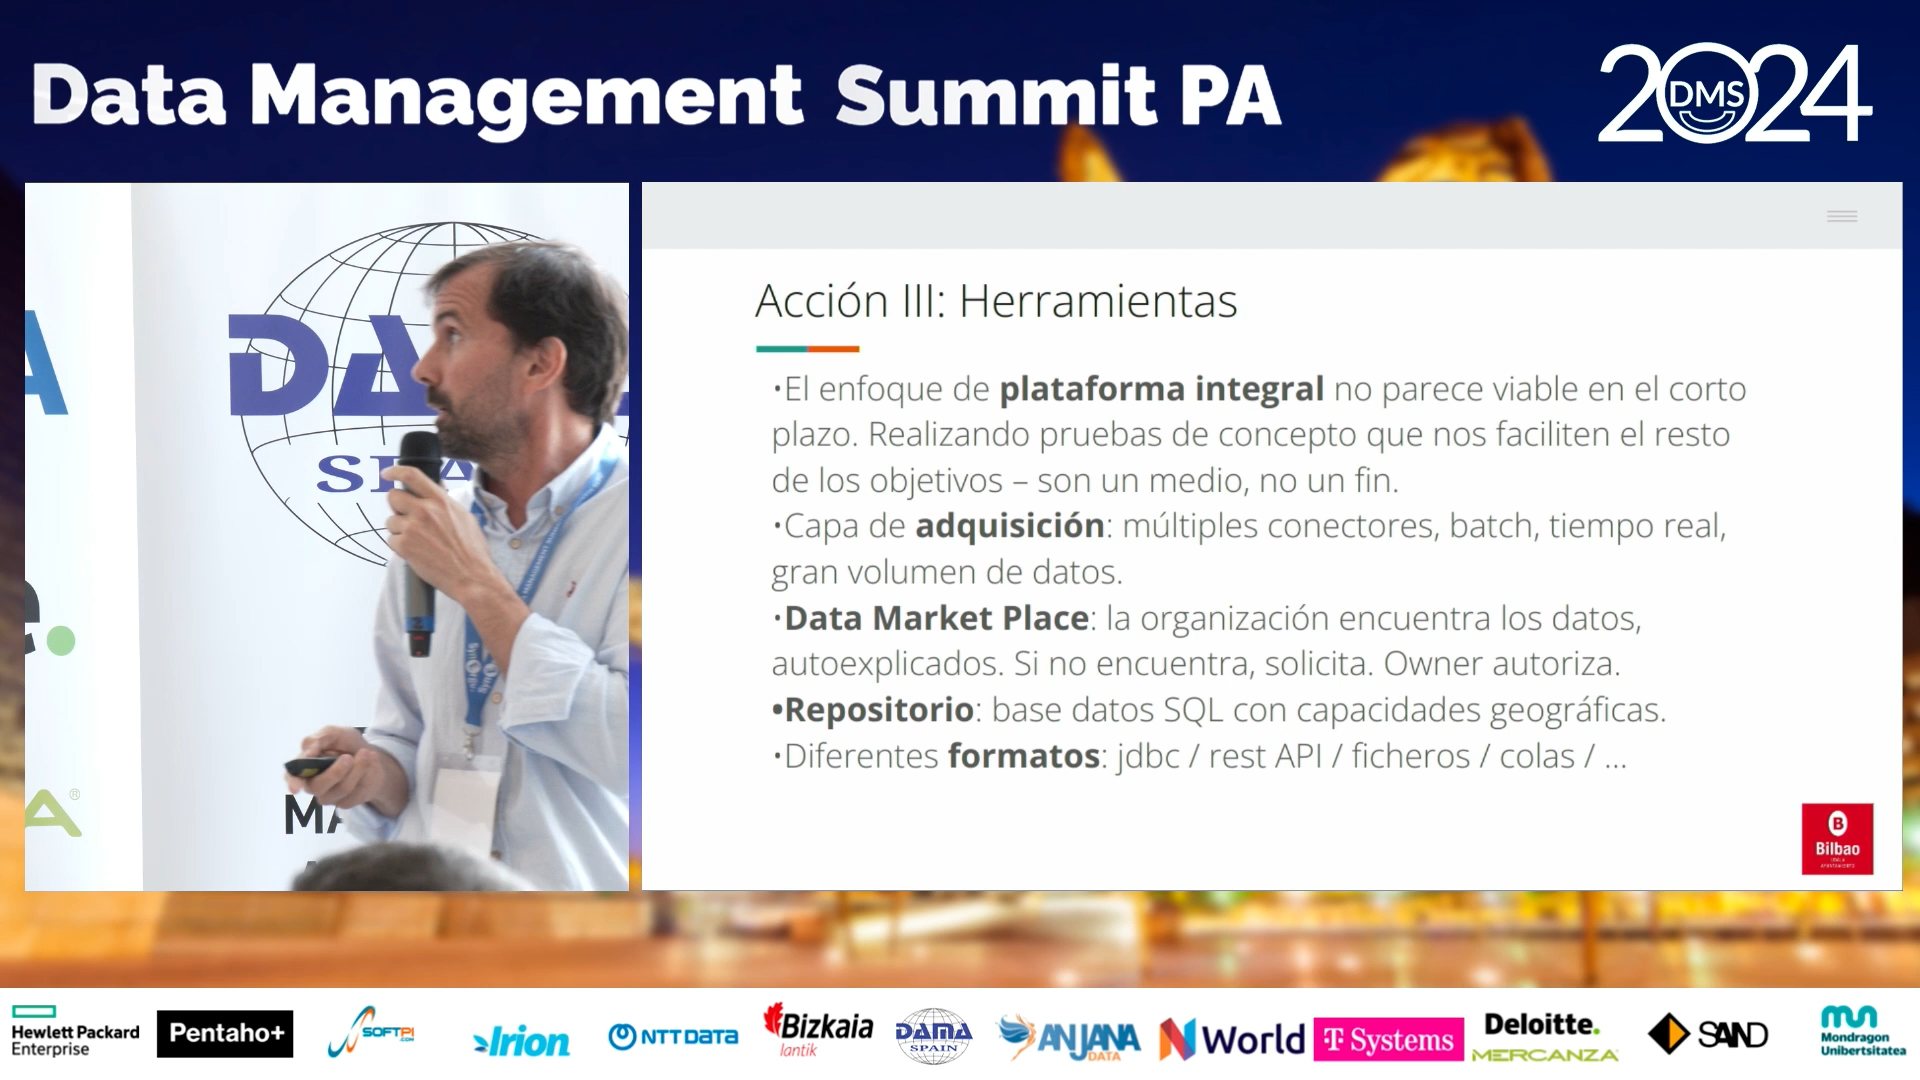 Data Management Summit PA
2024
DMS
DA
SPA
A
e.
A®
MA
Acción III: Herramientas
•El enfoque de plataforma integral no parece viable en el corto
plazo. Realizando pruebas de concepto que nos faciliten el resto
de los objetivos – son un medio, no un fin.
•Capa de adquisición: múltiples conectores, batch, tiempo real,
gran volumen de datos.
•Data Market Place: la organización encuentra los datos,
autoexplicados. Si no encuentra, solicita. Owner autoriza.
•Repositorio: base datos SQL con capacidades geográficas.
•Diferentes formatos: jdbc / rest API / ficheros / colas / ...
B
Bilbao
Hewlett Packard
Enterprise
Pentaho+
SOFTPI
.COM
Irion
NTT DATA
Bizkaia
lantik
DAMA
SPAIN
ANJANA
DATA
N World
T Systems
Deloitte.
MERCANZA
SAND
Mondragon
Unibertsitatea